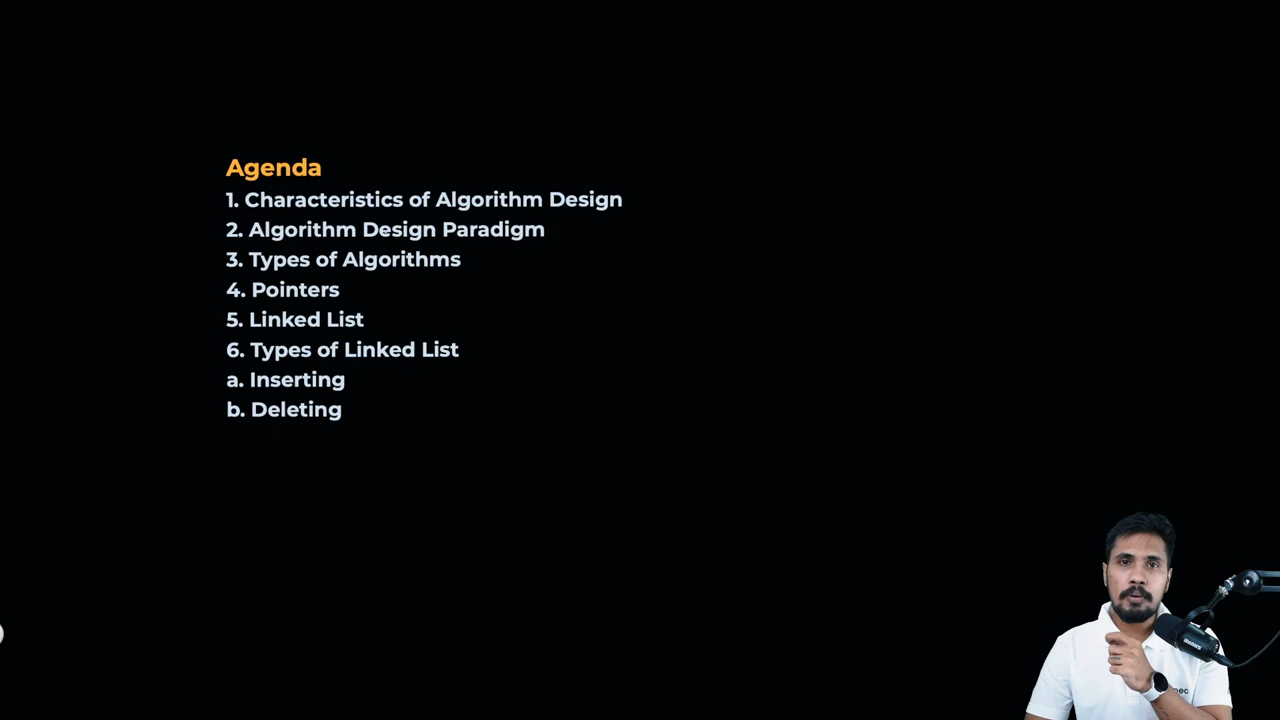 Agenda
1. Characteristics of Algorithm Design
2. Algorithm Design Paradigm
3. Types of Algorithms
4. Pointers
5. Linked List
6. Types of Linked List
a. Inserting
b. Deleting